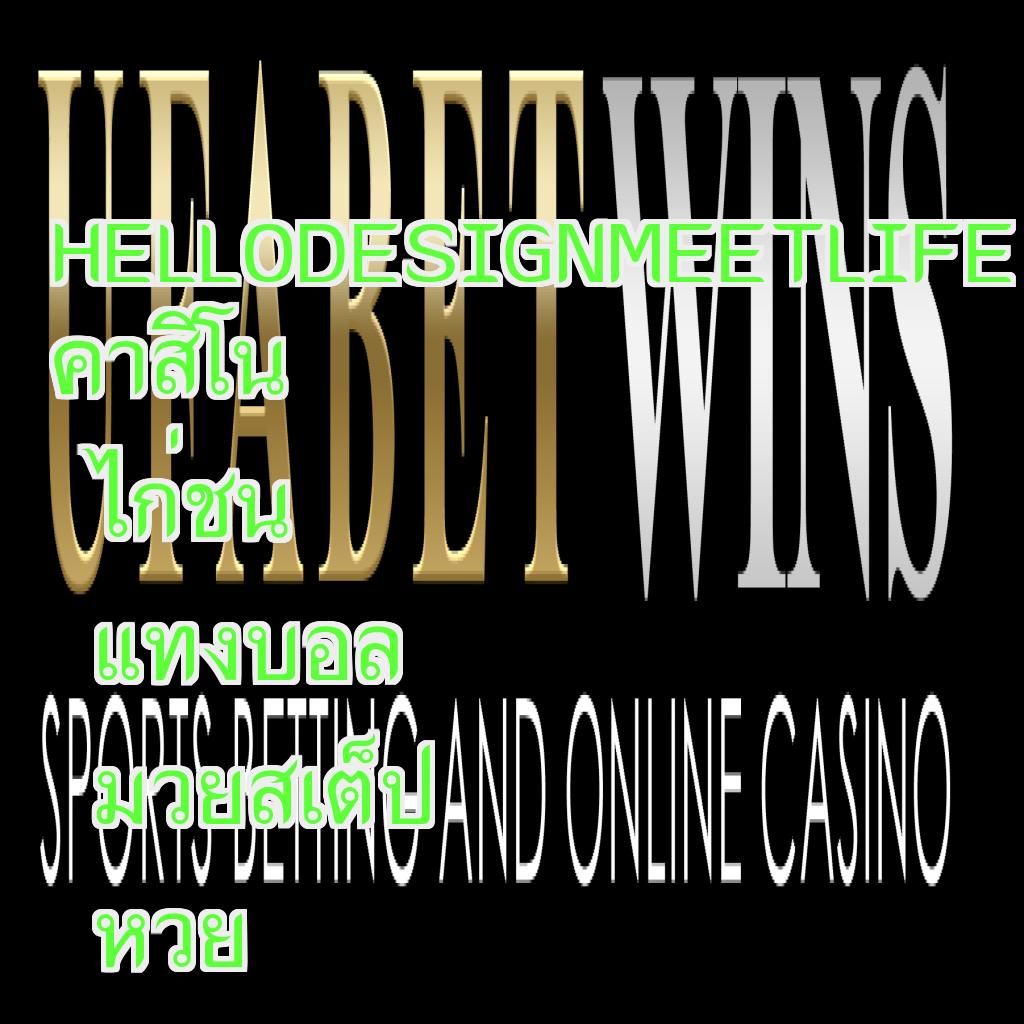 UFABET WINS
HELLODESIGNMEETLIFE
คาสิโน
ไก่ชน
แทงบอล
SPORTS BETTING AND ONLINE CASINO
มวยสเต็ป
หวย